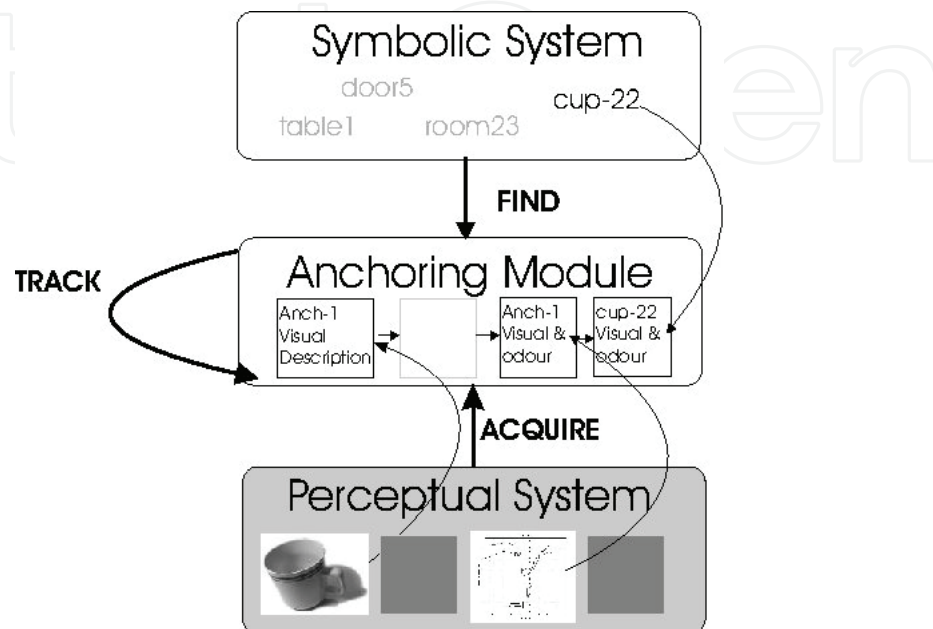 Symbolic System
door5
cup-22
table1
room23
FIND
TRACK
Anchoring Module
Anch-1
Visual
Description
Anch-1
Visual &
odour
cup-22
Visual &
odour
ACQUIRE
Perceptual System